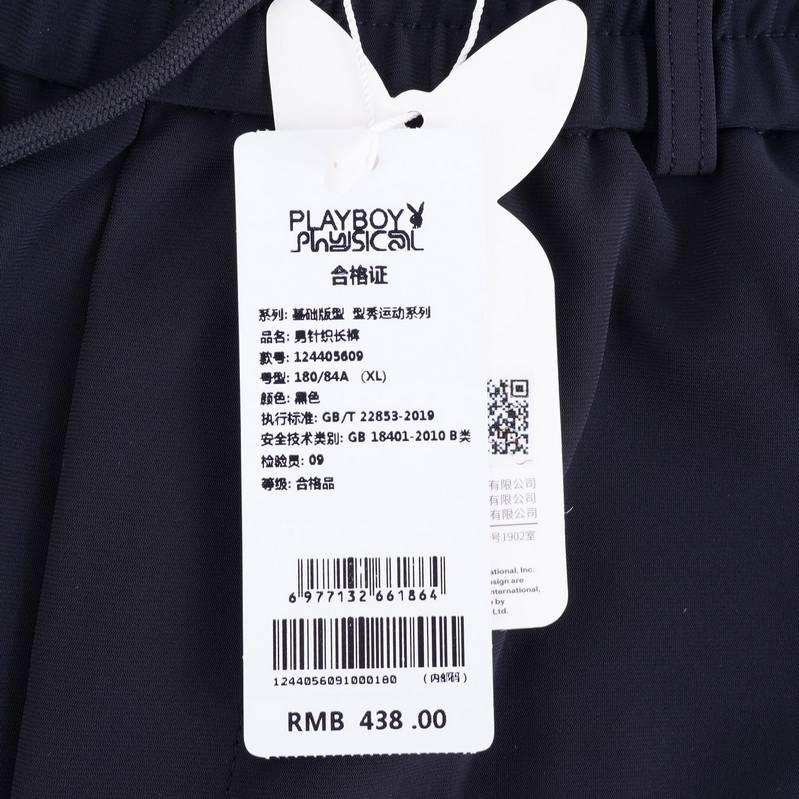 PLAYBOY
Physical
合格证
系列: 基础版型 型秀运动系列
品名: 男针织长裤
款号: 124405609
号型: 180/84A (XL)
颜色: 黑色
执行标准: GB/T 22853-2019
安全技术类别: GB 18401-2010 B类
检验员: 09
等级: 合格品
6 977132 661864
1244056091000180 (内部码)
RMB 438 .00
有限公司
有限公司
有限公司
号1902室
ational, Inc.
esign are
nternational,
by
Ltd.